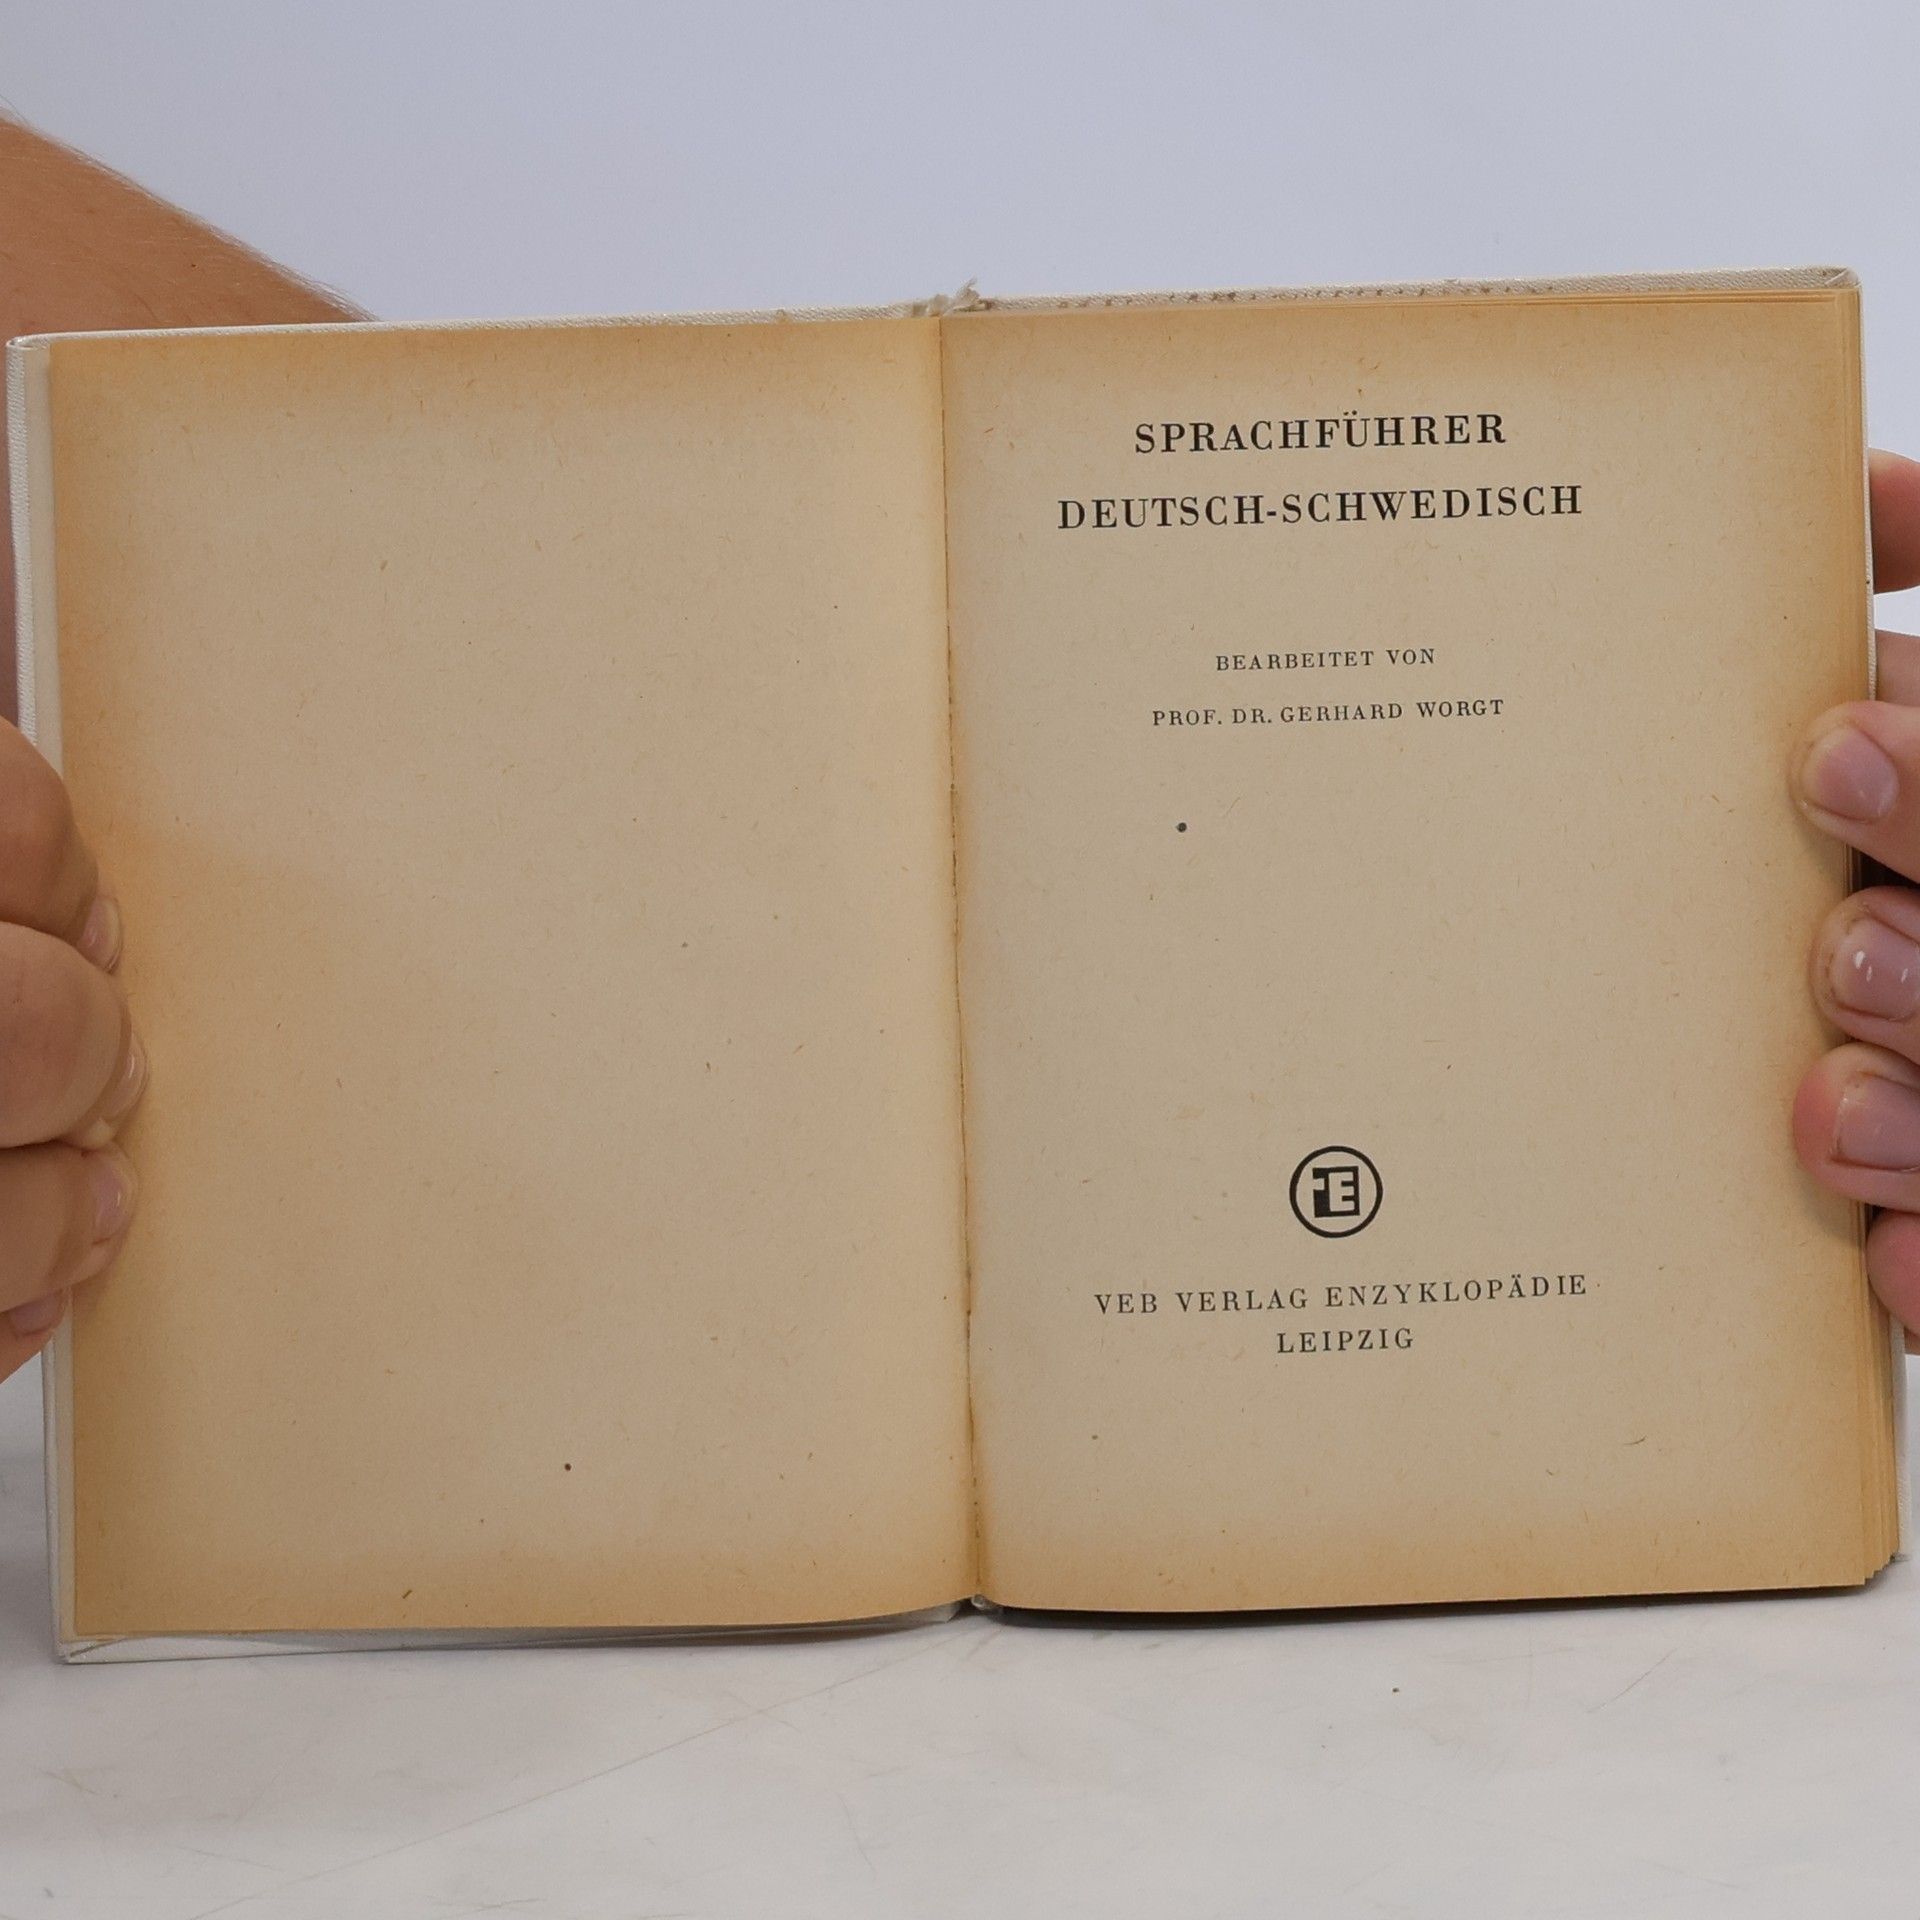 SPRACHFÜHRER
DEUTSCH-SCHWEDISCH
BEARBEITET VON
PROF. DR. GERHARD WORGT
VEB VERLAG ENZYKLOPÄDIE
LEIPZIG